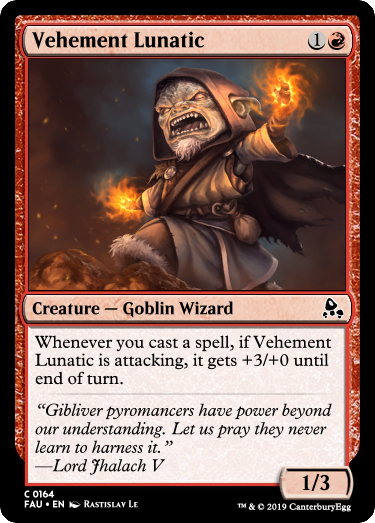 Vehement Lunatic 1
Creature — Goblin Wizard
Whenever you cast a spell, if Vehement
Lunatic is attacking, it gets +3/+0 until
end of turn.
“Gibliver pyromancers have power beyond
our understanding. Let us pray they never
learn to harness it.”
—Lord Jhalach V
1/3
C 0164
FAU • EN Rastislav Le
™ & © 2019 CanterburyEgg